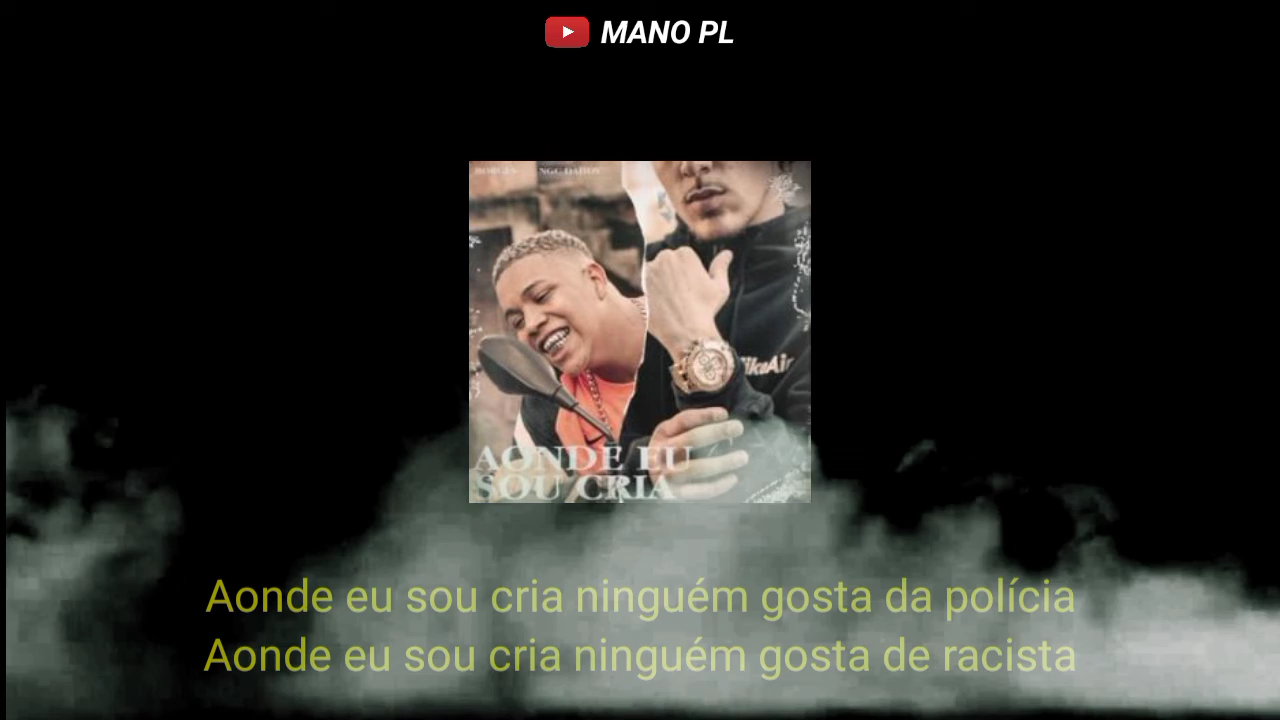 MANO PL
BORGES NGC DADDY
AONDE EU
SOU CRIA
Aonde eu sou cria ninguém gosta da polícia
Aonde eu sou cria ninguém gosta de racista